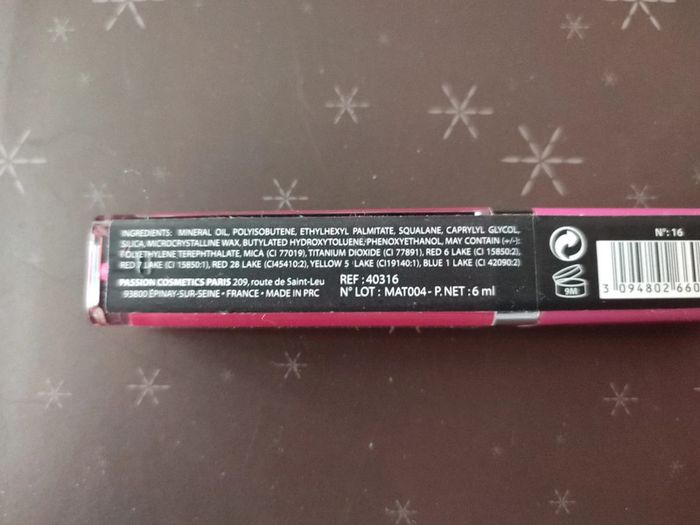 INGREDIENTS: MINERAL OIL, POLYISOBUTENE, ETHYLHEXYL PALMITATE, SQUALANE, CAPRYLYL GLYCOL,
SILICA, MICROCRYSTALLINE WAX, BUTYLATED HYDROXYTOLUENE, PHENOXYETHANOL, MAY CONTAIN (+/-):
POLYETHYLENE TEREPHTHALATE, MICA (CI 77019), TITANIUM DIOXIDE (CI 77891), RED 6 LAKE (CI 15850:2),
RED 7 LAKE (CI 15850:1), RED 28 LAKE (CI45410:2), YELLOW 5 LAKE (CI19140:1), BLUE 1 LAKE (CI 42090:2)
PASSION COSMETICS PARIS 209, route de Saint-Leu
93800 ÉPINAY-SUR-SEINE • FRANCE • MADE IN PRC
REF : 40316
N° LOT : MAT004 - P. NET : 6 ml
9M
N°: 16
3 094802 660